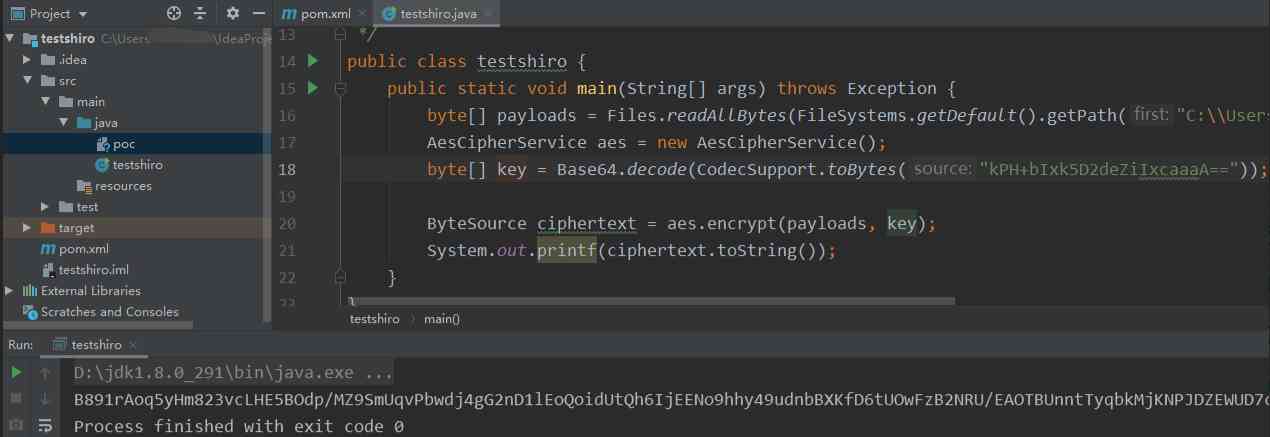 Project
testshiro C:\Users \IdeaProje
.idea
src
main
java
poc
testshiro
resources
test
target
pom.xml
testshiro.iml
External Libraries
Scratches and Consoles
pom.xml
testshiro.java
13 */
14 public class testshiro {
15 public static void main(String[] args) throws Exception {
16 byte[] payloads = Files.readAllBytes(FileSystems.getDefault().getPath( first: "C:\\Users
17 AesCipherService aes = new AesCipherService();
18 byte[] key = Base64.decode(CodecSupport.toBytes( source: "kPH+bIxk5D2deZiIxcaaaA=="));
19
20 ByteSource ciphertext = aes.encrypt(payloads, key);
21 System.out.printf(ciphertext.toString());
22 }
23 }
testshiro > main()
Run: testshiro
D:\jdk1.8.0_291\bin\java.exe ...
B891rAoq5yHm823vcLHE5BOdp/MZ9SmUqvPbwdj4gG2nD1lEoQoidUtQh6IjEENo9hhy49udnbBXKfD6tUOwFzB2NRU/EAOTBUnntTyqbkMjKNPJDZEWUD7c
Process finished with exit code 0